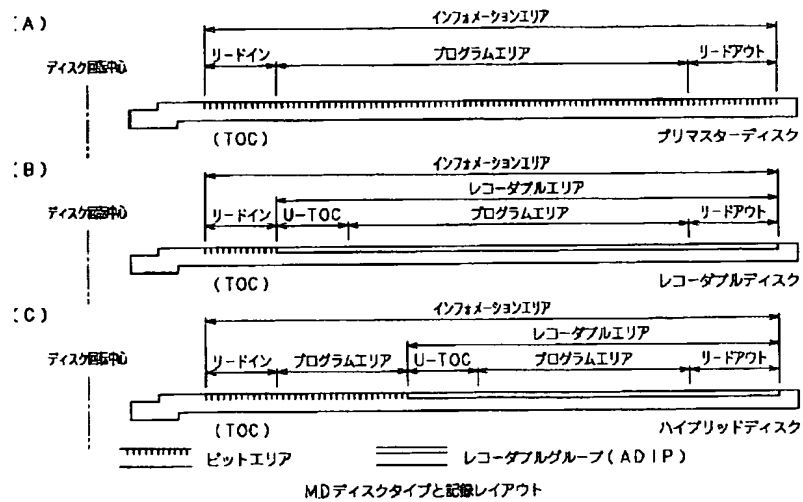 (A)
インフォメーションエリア
リードイン プログラムエリア リードアウト
ディスク回転中心
(TOC) プリマスターディスク
(B)
インフォメーションエリア
レコーダブルエリア
ディスク回転中心 リードイン U-TOC プログラムエリア リードアウト
(TOC) レコーダブルディスク
(C)
インフォメーションエリア
レコーダブルエリア
ディスク回転中心 リードイン プログラムエリア U-TOC プログラムエリア リードアウト
(TOC) ハイブリッドディスク
ピットエリア レコーダブルグループ(ADIP)
MDディスクタイプと記録レイアウト